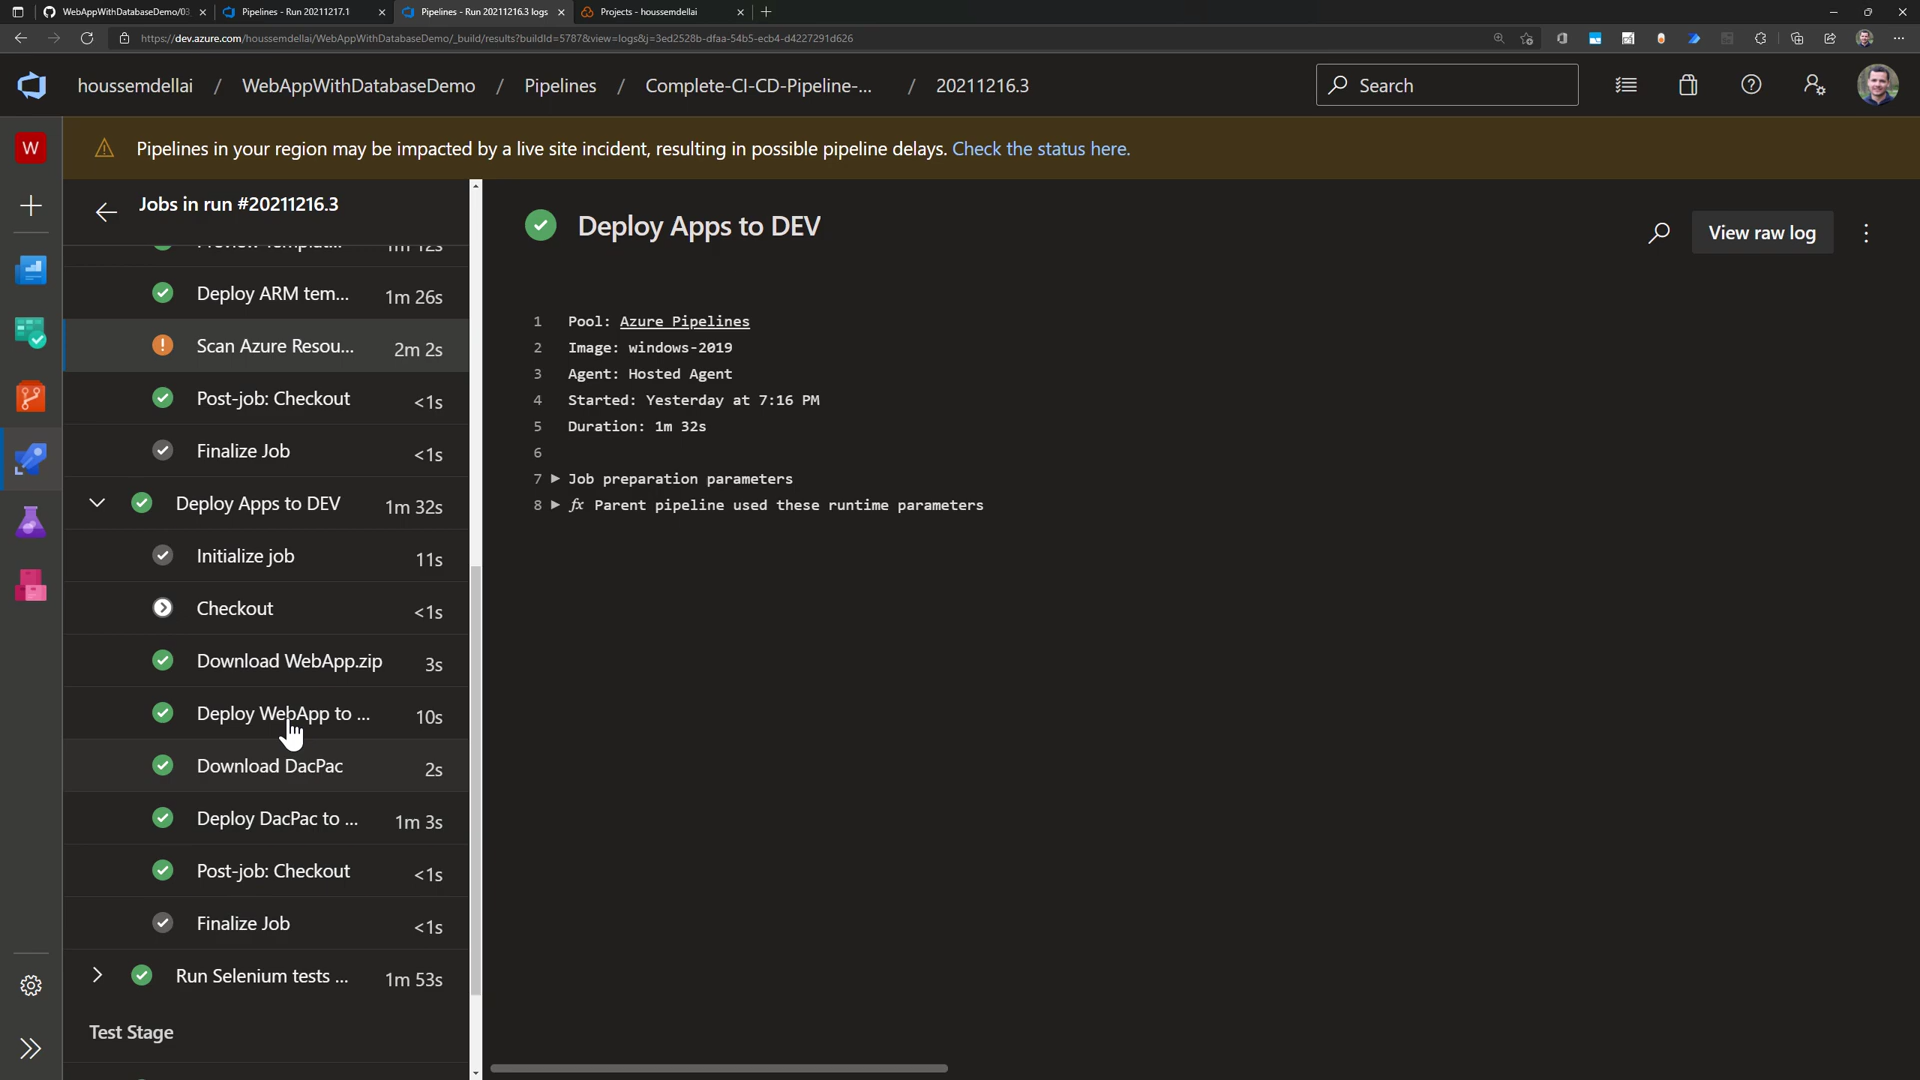 WebAppWithDatabaseDemo/03
Pipelines - Run 20211217.1
Pipelines - Run 20211216.3 logs
Projects - houssemdellai
https://dev.azure.com/houssemdellai/WebAppWithDatabaseDemo/_build/results?buildId=5787&view=logs&j=3ed2528b-dfaa-54b5-ecb4-d4227291d626
houssemdellai / WebAppWithDatabaseDemo / Pipelines / Complete-CI-CD-Pipeline-... / 20211216.3
Search
W
Pipelines in your region may be impacted by a live site incident, resulting in possible pipeline delays. Check the status here.
Jobs in run #20211216.3
Deploy ARM tem... 1m 26s
Scan Azure Resou... 2m 2s
Post-job: Checkout <1s
Finalize Job <1s
Deploy Apps to DEV 1m 32s
Initialize job 11s
Checkout <1s
Download WebApp.zip 3s
Deploy WebApp to ... 10s
Download DacPac 2s
Deploy DacPac to ... 1m 3s
Post-job: Checkout <1s
Finalize Job <1s
Run Selenium tests ... 1m 53s
Test Stage
Deploy Apps to DEV
View raw log
1 Pool: Azure Pipelines
2 Image: windows-2019
3 Agent: Hosted Agent
4 Started: Yesterday at 7:16 PM
5 Duration: 1m 32s
6
7 Job preparation parameters
8 fx Parent pipeline used these runtime parameters